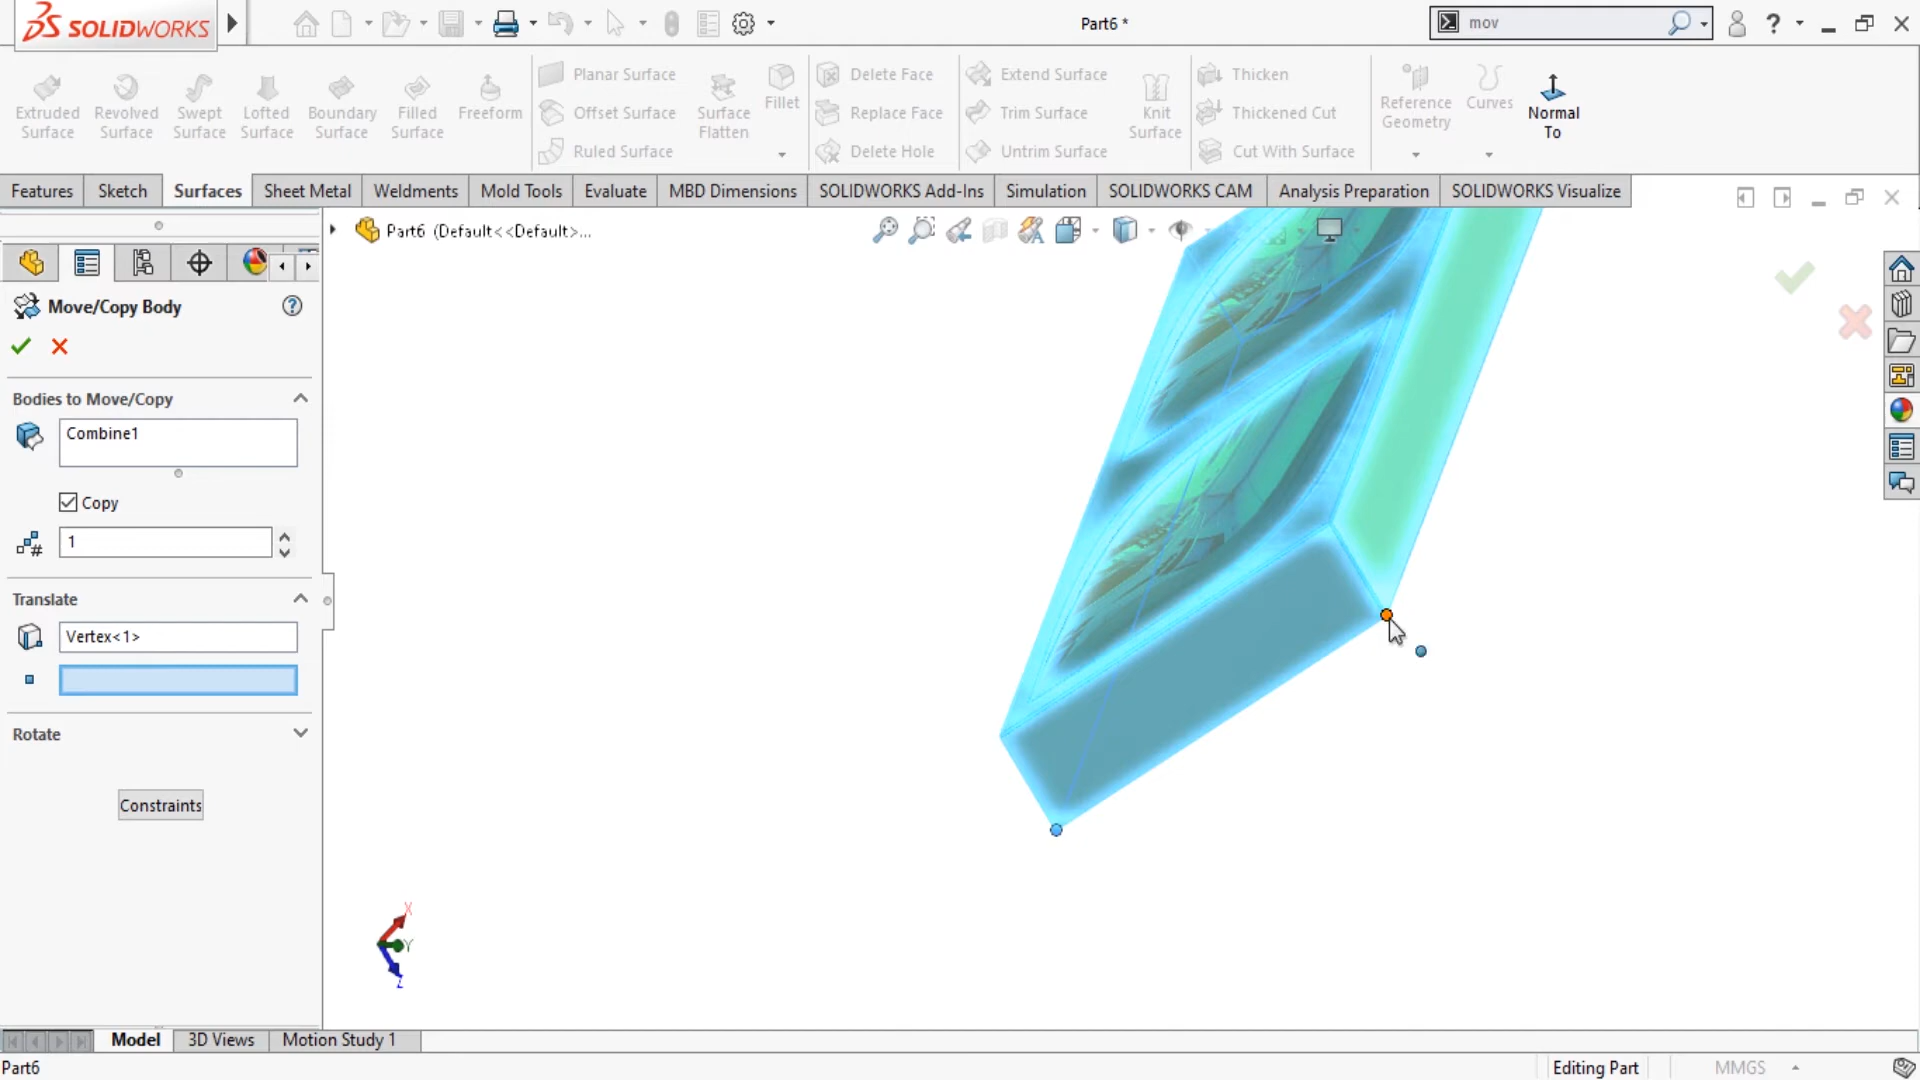 SOLIDWORKS
Part6 *
mov
Extruded Surface
Revolved Surface
Swept Surface
Lofted Surface
Boundary Surface
Filled Surface
Freeform
Planar Surface
Offset Surface
Ruled Surface
Surface Flatten
Fillet
Delete Face
Replace Face
Delete Hole
Extend Surface
Trim Surface
Untrim Surface
Knit Surface
Thicken
Thickened Cut
Cut With Surface
Reference Geometry
Curves
Normal To
Features
Sketch
Surfaces
Sheet Metal
Weldments
Mold Tools
Evaluate
MBD Dimensions
SOLIDWORKS Add-Ins
Simulation
SOLIDWORKS CAM
Analysis Preparation
SOLIDWORKS Visualize
Part6 (Default<<Default>...
Move/Copy Body
Bodies to Move/Copy
Combine1
Copy
1
Translate
Vertex<1>
Rotate
Constraints
X
Y
Z
Model
3D Views
Motion Study 1
Part6
Editing Part
MMGS